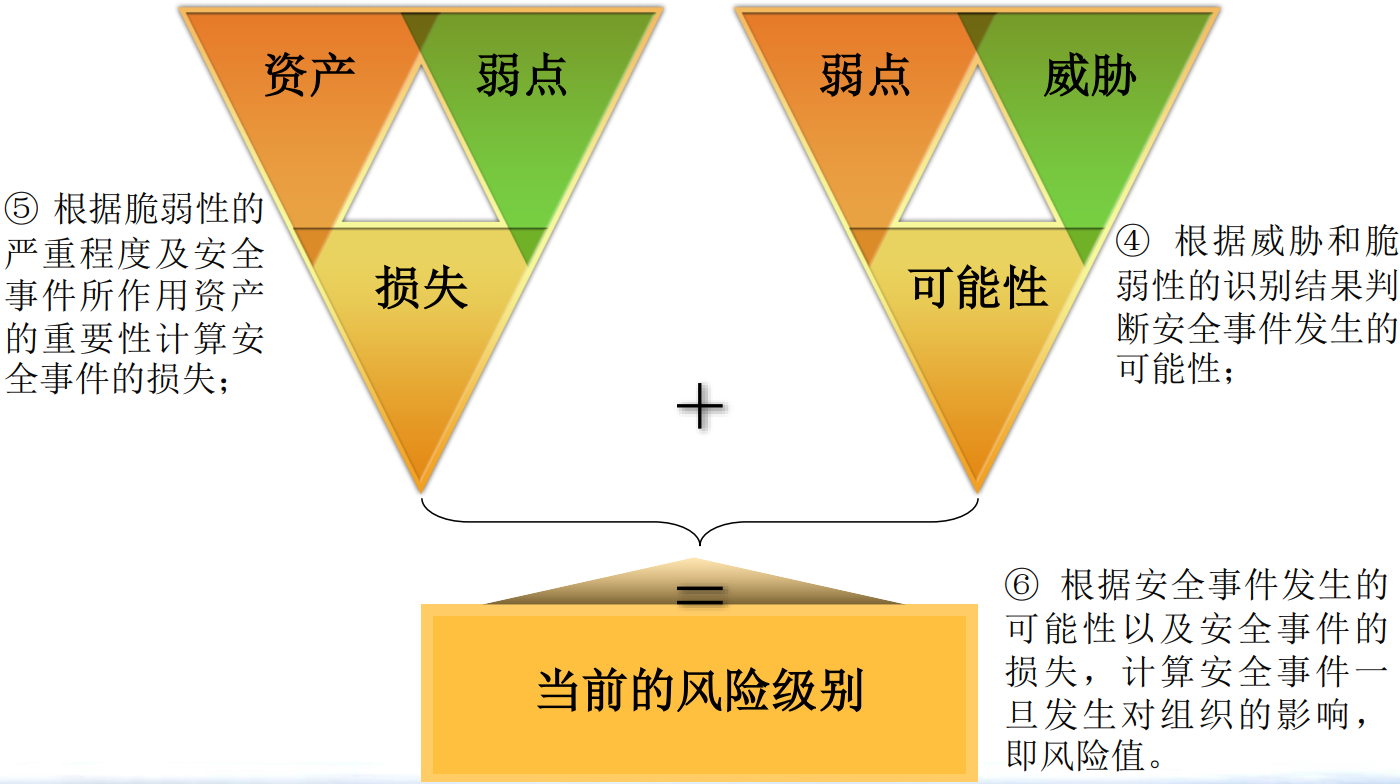 资产
弱点
弱点
威胁
⑤ 根据脆弱性的
严重程度及安全
事件所作用资产
的重要性计算安
全事件的损失；
损失
可能性
④ 根据威胁和脆
弱性的识别结果判
断安全事件发生的
可能性；
+
=
当前的风险级别
⑥ 根据安全事件发生的
可能性以及安全事件的
损失，计算安全事件一
旦发生对组织的影响，
即风险值。